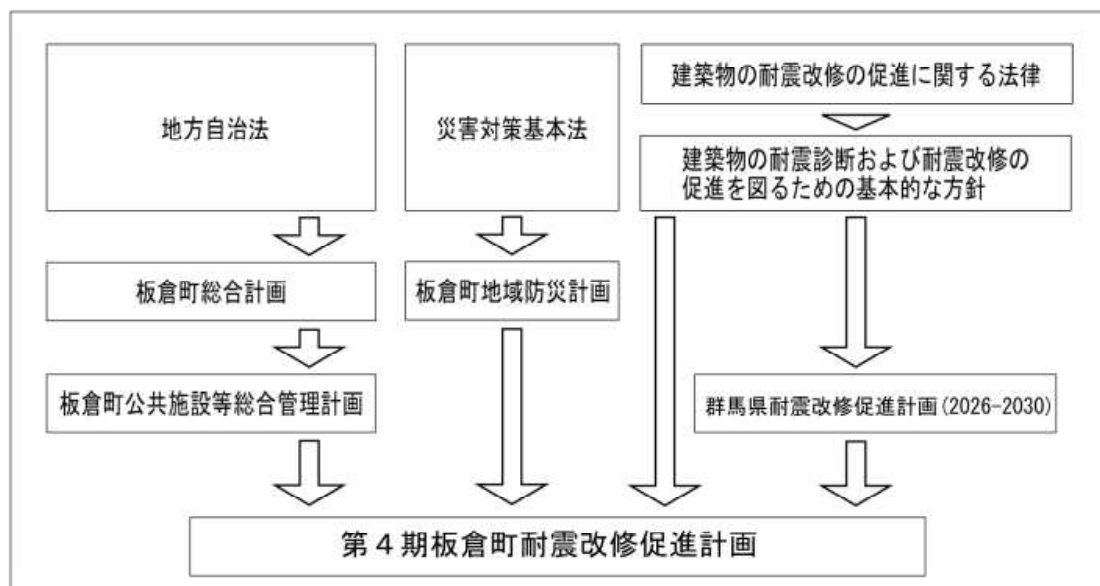 地方自治法
災害対策基本法
建築物の耐震改修の促進に関する法律
建築物の耐震診断および耐震改修の
促進を図るための基本的な方針
板倉町総合計画
板倉町地域防災計画
板倉町公共施設等総合管理計画
群馬県耐震改修促進計画(2026-2030)
第4期板倉町耐震改修促進計画